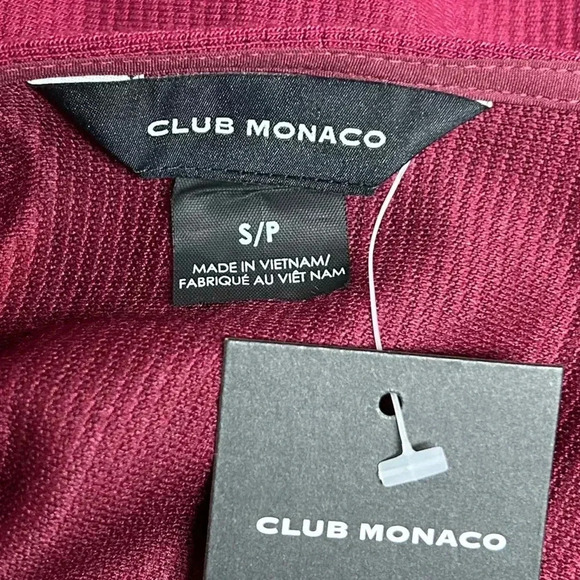 CLUB MONACO
S/P
MADE IN VIETNAM/
FABRIQUÉ AU VIÊT NAM
CLUB MONACO